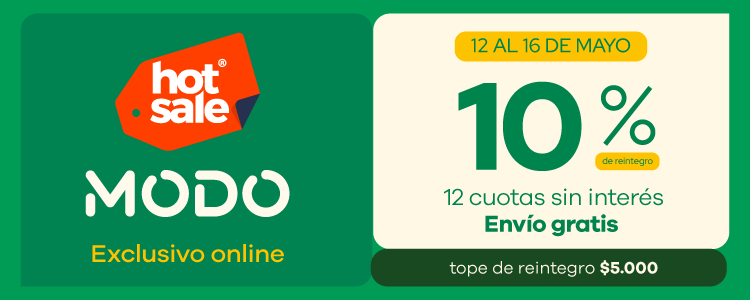 hot®
sale
MODO
Exclusivo online
12 AL 16 DE MAYO
10%
de reintegro
12 cuotas sin interés
Envío gratis
tope de reintegro $5.000